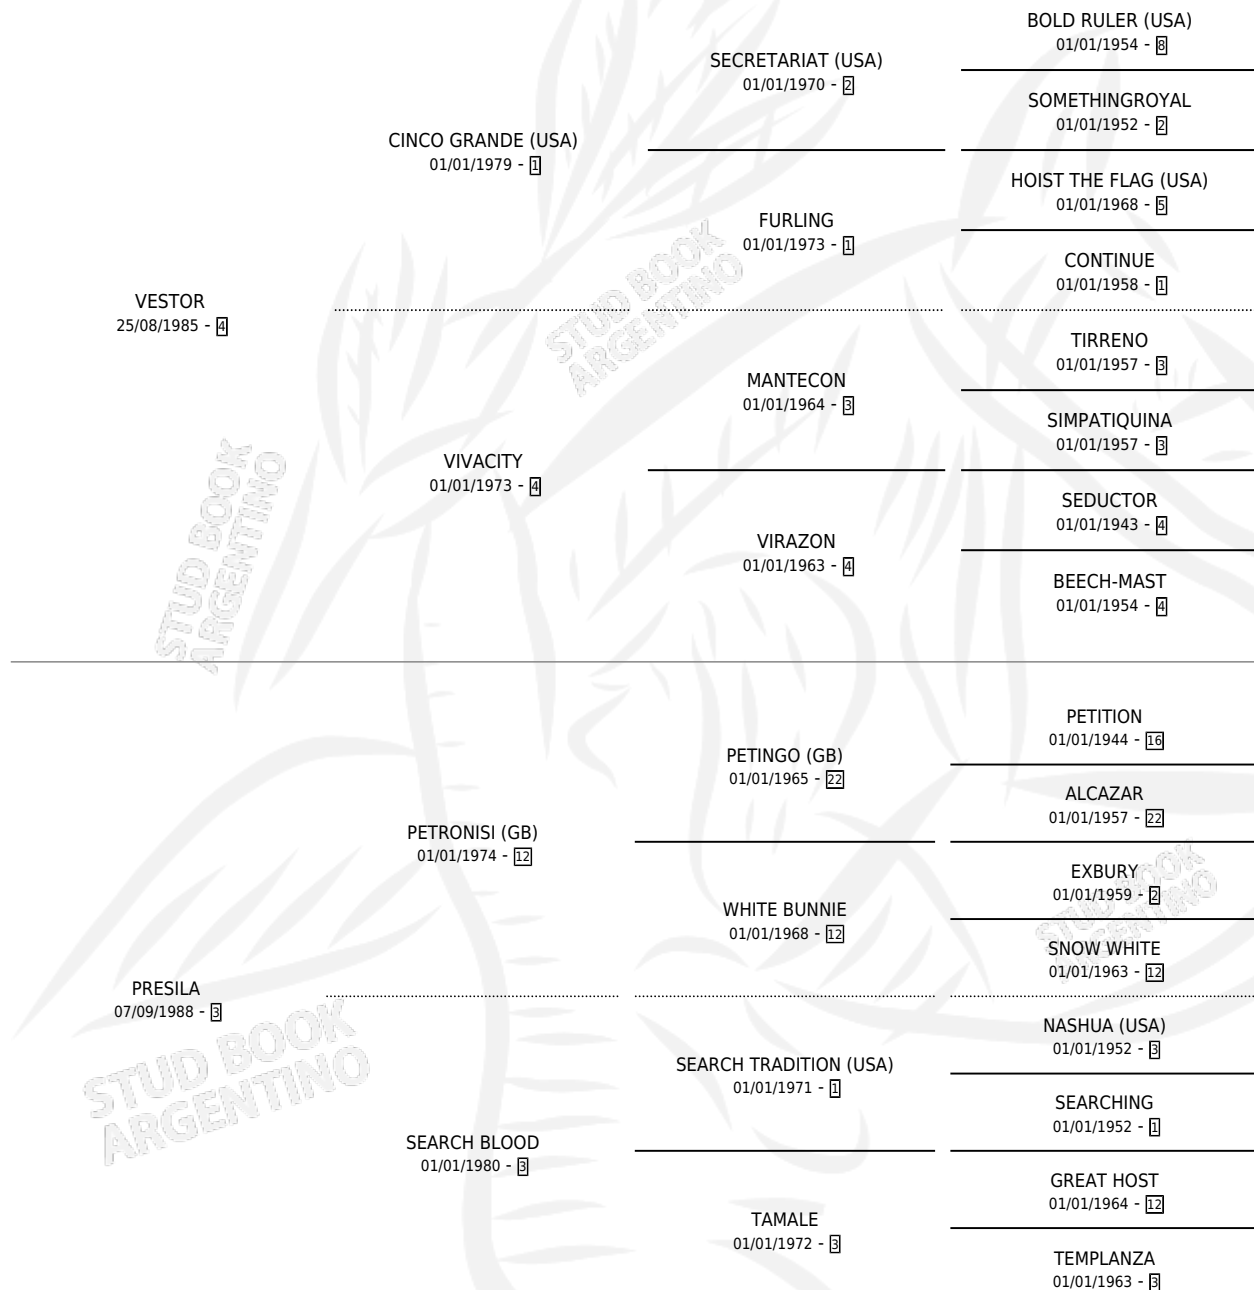 BOLD RULER (USA)
01/01/1954 - 8
SECRETARIAT (USA)
01/01/1970 - 2
SOMETHINGROYAL
01/01/1952 - 2
CINCO GRANDE (USA)
01/01/1979 - 1
HOIST THE FLAG (USA)
01/01/1968 - 5
FURLING
01/01/1973 - 1
CONTINUE
01/01/1958 - 1
VESTOR
25/08/1985 - 4
TIRRENO
01/01/1957 - 3
MANTECON
01/01/1964 - 3
SIMPATIQUINA
01/01/1957 - 3
VIVACITY
01/01/1973 - 4
SEDUCTOR
01/01/1943 - 4
VIRAZON
01/01/1963 - 4
BEECH-MAST
01/01/1954 - 4
PETITION
01/01/1944 - 16
PETINGO (GB)
01/01/1965 - 22
ALCAZAR
01/01/1957 - 22
PETRONISI (GB)
01/01/1974 - 12
EXBURY
01/01/1959 - 2
WHITE BUNNIE
01/01/1968 - 12
SNOW WHITE
01/01/1963 - 12
PRESILA
07/09/1988 - 3
NASHUA (USA)
01/01/1952 - 3
SEARCH TRADITION (USA)
01/01/1971 - 1
SEARCHING
01/01/1952 - 1
SEARCH BLOOD
01/01/1980 - 3
GREAT HOST
01/01/1964 - 12
TAMALE
01/01/1972 - 3
TEMPLANZA
01/01/1963 - 3
STUD BOOK
ARGENTINO
STUD BOOK
ARGENTINO
STUD BOOK
ARGENTINO
STUD BOOK
ARGENTINO